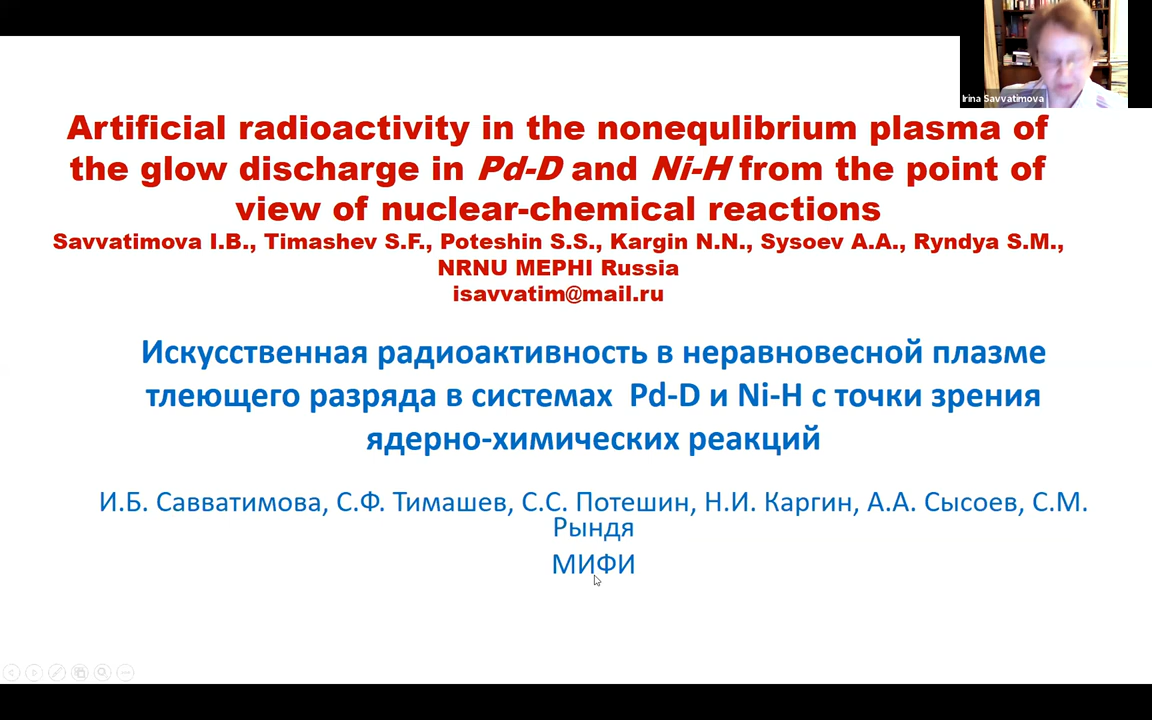 Irina Savvatimova
Artificial radioactivity in the nonequlibrium plasma of
the glow discharge in Pd-D and Ni-H from the point of
view of nuclear-chemical reactions
Savvatimova I.B., Timashev S.F., Poteshin S.S., Kargin N.N., Sysoev A.A., Ryndya S.M.,
NRNU MEPHI Russia
isavvatim@mail.ru
Искусственная радиоактивность в неравновесной плазме
тлеющего разряда в системах Pd-D и Ni-H с точки зрения
ядерно-химических реакций
И.Б. Савватимова, С.Ф. Тимашев, С.С. Потешин, Н.И. Каргин, А.А. Сысоев, С.М.
Рындя
МИФИ